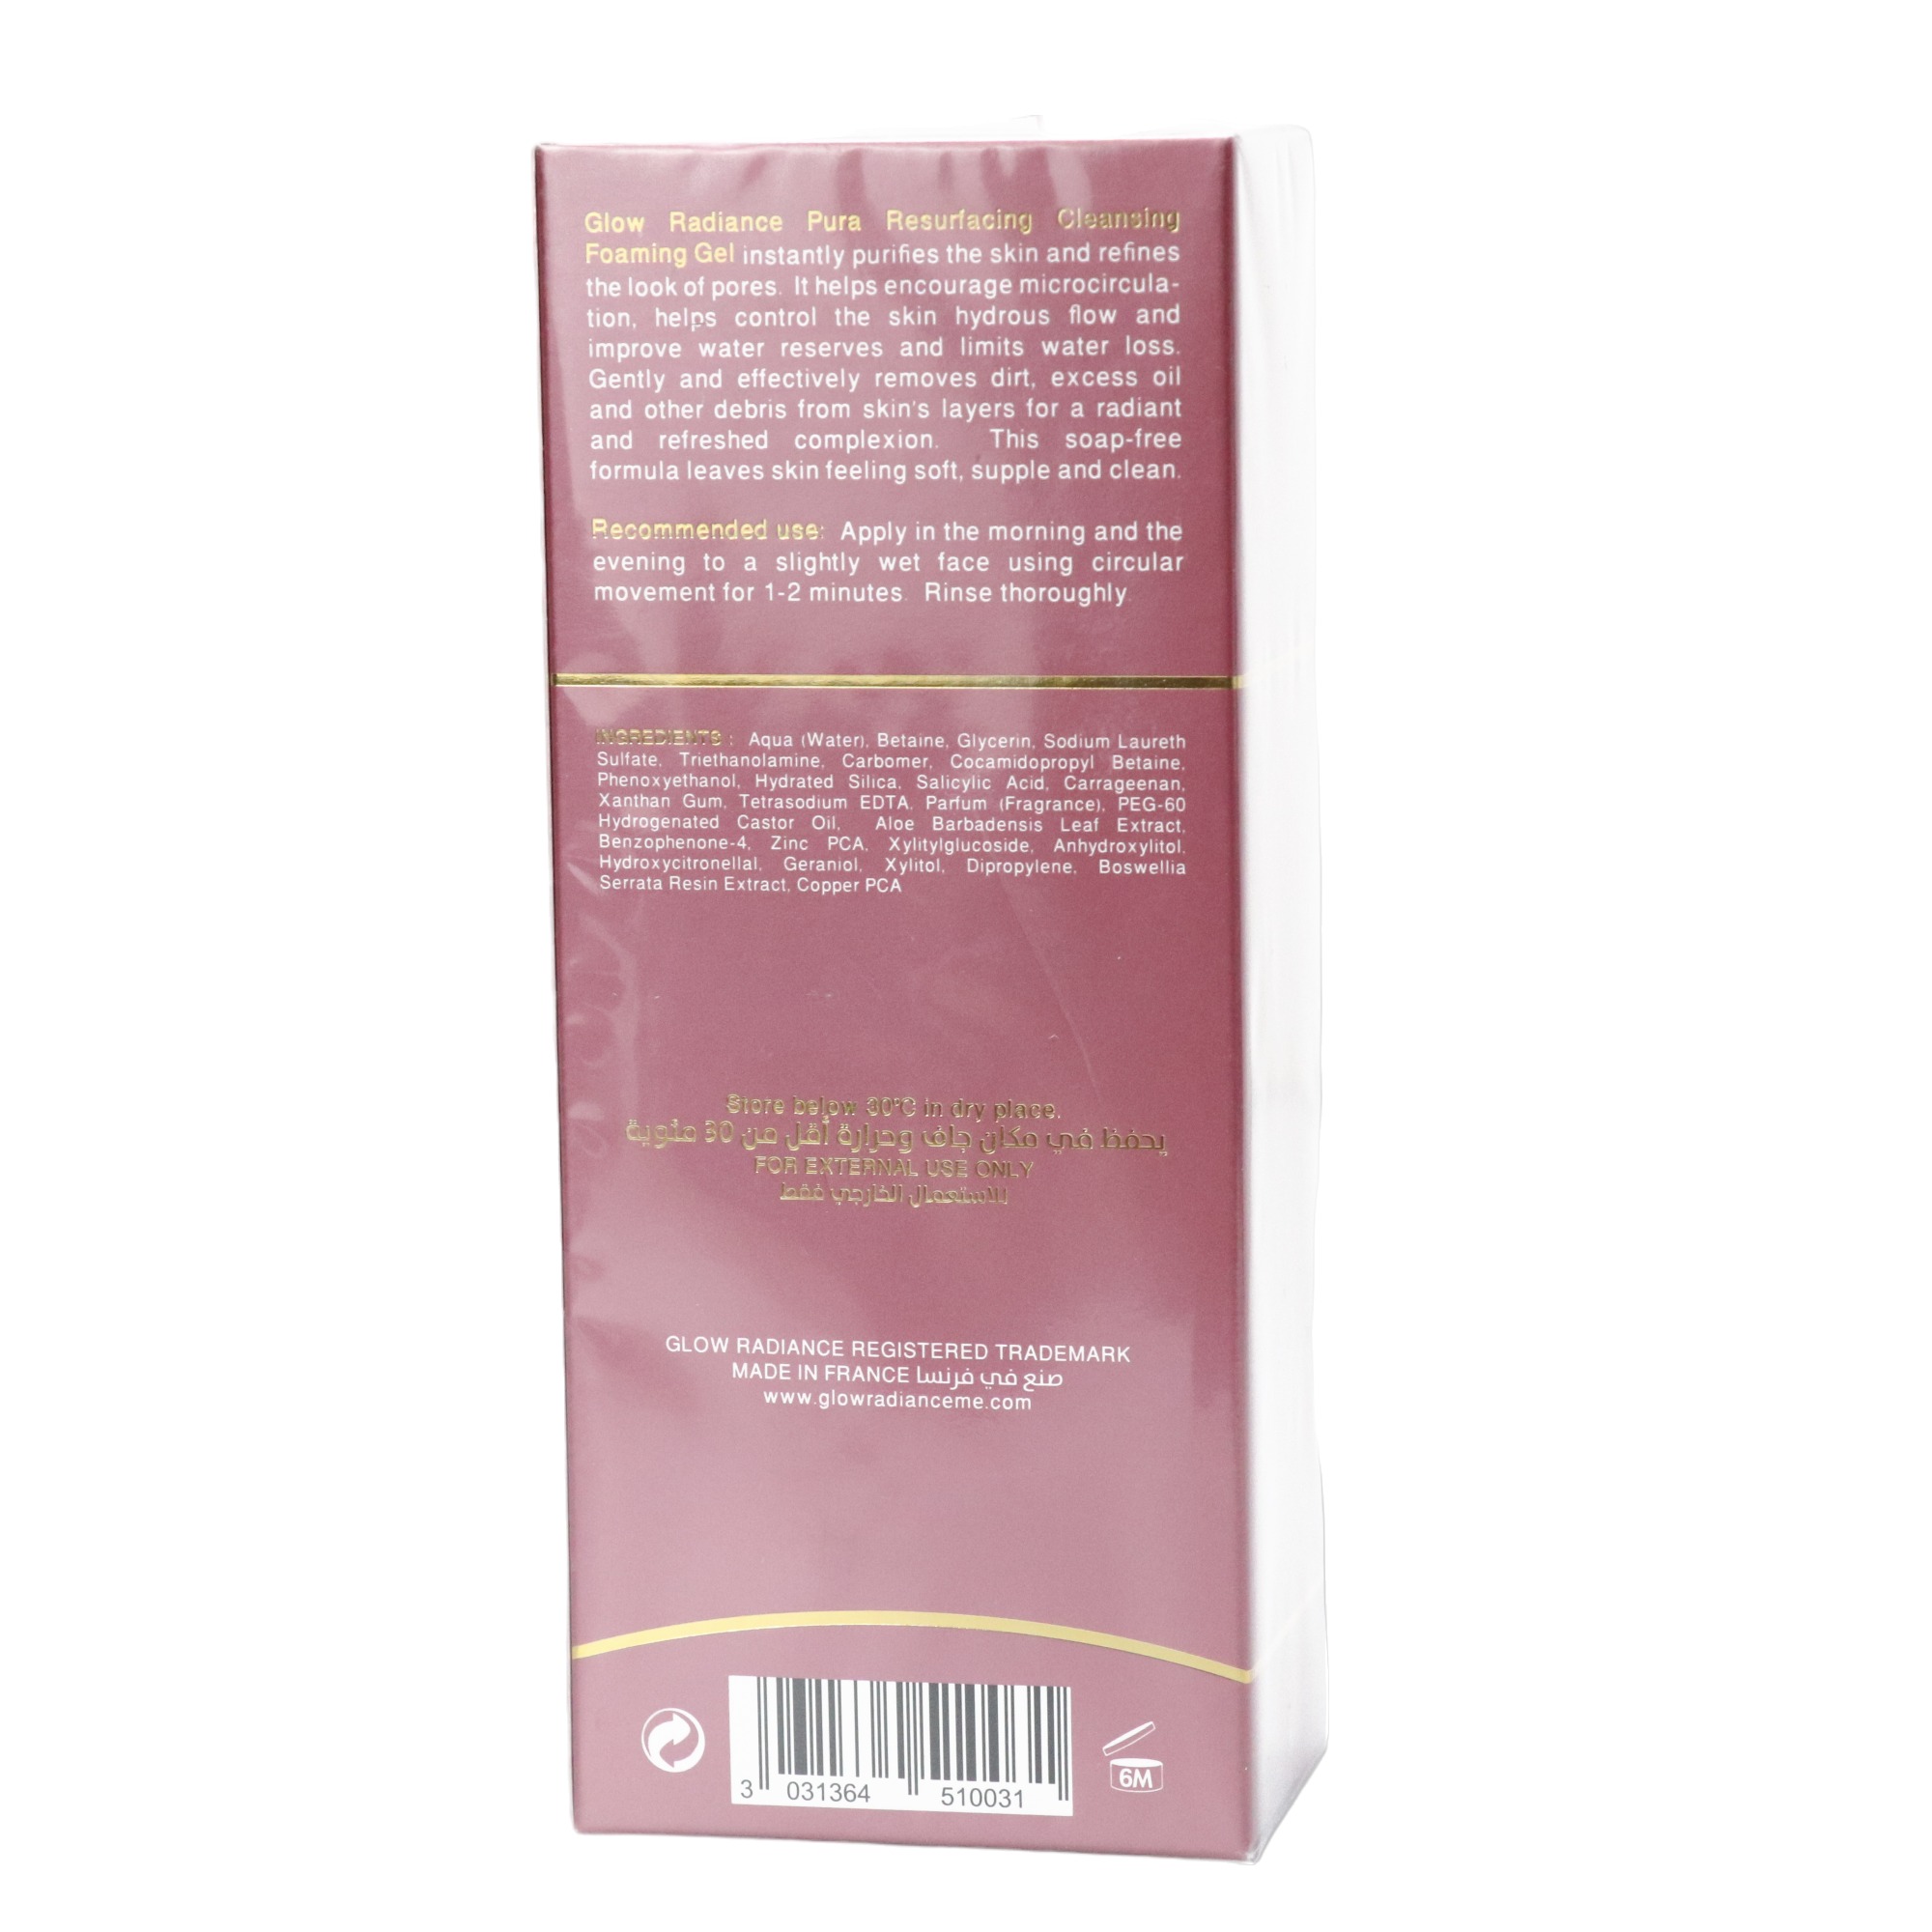 Glow Radiance Pura Resurfacing Cleansing
Foaming Gel instantly purifies the skin and refines
the look of pores. It helps encourage microcircula-
tion, helps control the skin hydrous flow and
improve water reserves and limits water loss.
Gently and effectively removes dirt, excess oil
and other debris from skin's layers for a radiant
and refreshed complexion. This soap-free
formula leaves skin feeling soft, supple and clean.
Recommended use: Apply in the morning and the
evening to a slightly wet face using circular
movement for 1-2 minutes. Rinse thoroughly.
INGREDIENTS : Aqua (Water), Betaine, Glycerin, Sodium Laureth
Sulfate, Triethanolamine, Carbomer, Cocamidopropyl Betaine,
Phenoxyethanol, Hydrated Silica, Salicylic Acid, Carrageenan,
Xanthan Gum, Tetrasodium EDTA, Parfum (Fragrance), PEG-60
Hydrogenated Castor Oil, Aloe Barbadensis Leaf Extract,
Benzophenone-4, Zinc PCA, Xylitylglucoside, Anhydroxylitol,
Hydroxycitronellal, Geraniol, Xylitol, Dipropylene, Boswellia
Serrata Resin Extract, Copper PCA
Store below 30°C in dry place.
يحفظ في مكان جاف وحرارة أقل من 30 مئوية
FOR EXTERNAL USE ONLY
للاستعمال الخارجي فقط
GLOW RADIANCE REGISTERED TRADEMARK
MADE IN FRANCE صنع في فرنسا
www.glowradianceme.com
6M
3 031364 510031